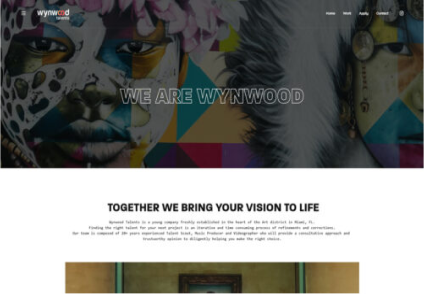 wynwood
talents
Home Work Apply Contact
WE ARE WYNWOOD
TOGETHER WE BRING YOUR VISION TO LIFE
Wynwood Talents is a young company freshly established in the heart of the Art District in Miami, FL.
Finding the right talent for your next project is an iterative and time consuming process of refinements and corrections.
Our team is composed of 20+ years experienced Talent Scout, Music Producer and Videographer who will provide a consultative approach and
trustworthy opinion to diligently helping you make the right choice.